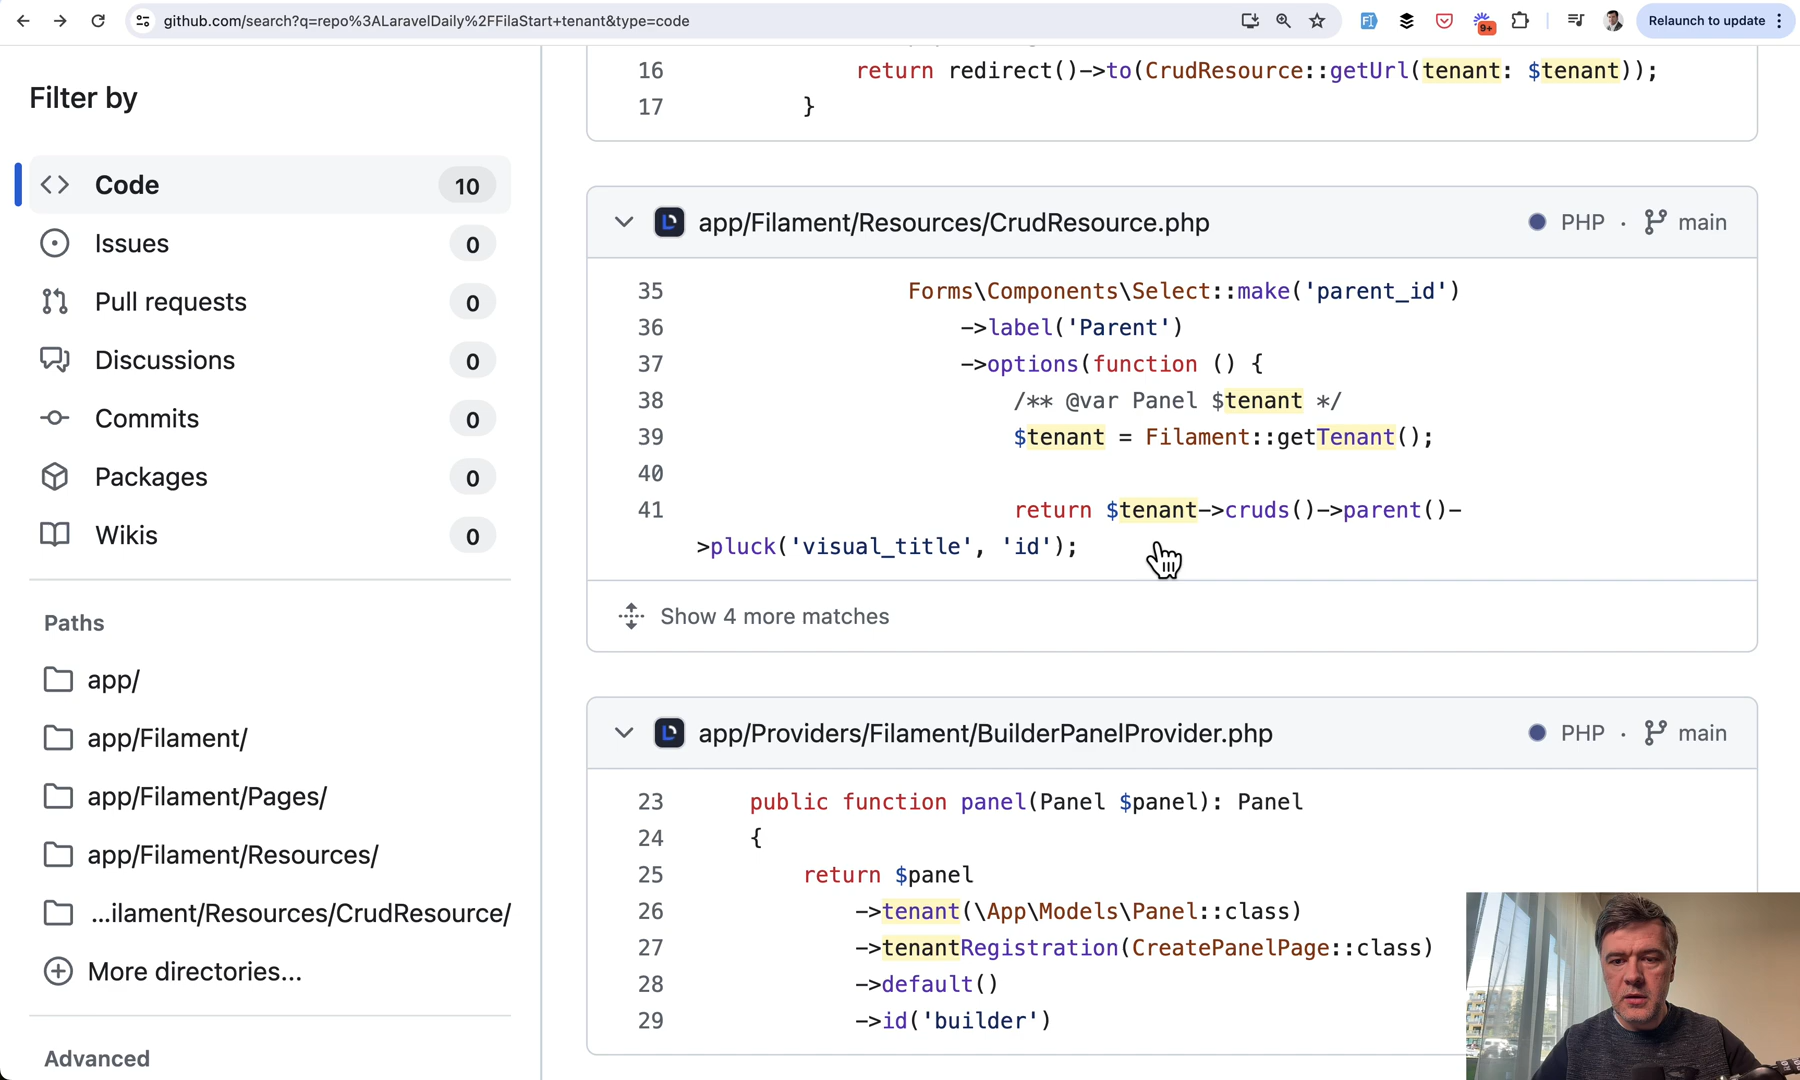 github.com/search?q=repo%3ALaravelDaily%2FFilaStart+tenant&type=code
9+
Relaunch to update
Filter by
Code 10
Issues 0
Pull requests 0
Discussions 0
Commits 0
Packages 0
Wikis 0
Paths
app/
app/Filament/
app/Filament/Pages/
app/Filament/Resources/
...ilament/Resources/CrudResource/
More directories...
Advanced
16 return redirect()->to(CrudResource::getUrl(tenant: $tenant));
17 }
app/Filament/Resources/CrudResource.php PHP · main
35 Forms\Components\Select::make('parent_id')
36 ->label('Parent')
37 ->options(function () {
38 /** @var Panel $tenant */
39 $tenant = Filament::getTenant();
40
41 return $tenant->cruds()->parent()-
>pluck('visual_title', 'id');
Show 4 more matches
app/Providers/Filament/BuilderPanelProvider.php PHP · main
23 public function panel(Panel $panel): Panel
24 {
25 return $panel
26 ->tenant(\App\Models\Panel::class)
27 ->tenantRegistration(CreatePanelPage::class)
28 ->default()
29 ->id('builder')